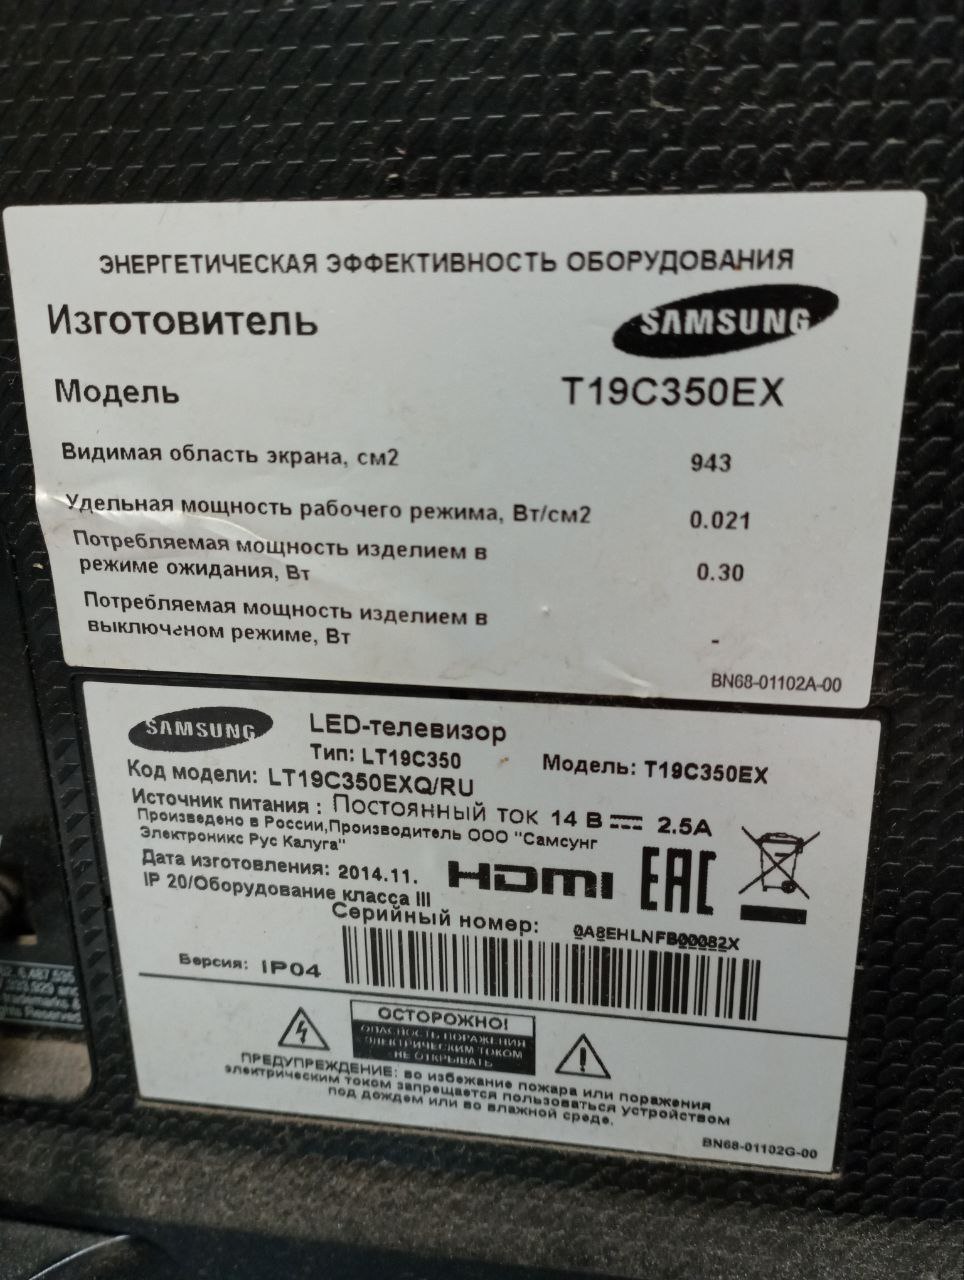 ЭНЕРГЕТИЧЕСКАЯ ЭФФЕКТИВНОСТЬ ОБОРУДОВАНИЯ
Изготовитель SAMSUNG
Модель T19C350EX
Видимая область экрана, см2 943
Удельная мощность рабочего режима, Вт/см2 0.021
Потребляемая мощность изделием в
режиме ожидания, Вт 0.30
Потребляемая мощность изделием в
выключеном режиме, Вт -
BN68-01102A-00
SAMSUNG LED-телевизор
Тип: LT19C350 Модель: T19C350EX
Код модели: LT19C350EXQ/RU
Источник питания : Постоянный ток 14 В 2.5A
Произведено в России,Производитель ООО "Самсунг
Электроникс Рус Калуга"
Дата изготовления: 2014.11. HDMI EAC
IP 20/Оборудование класса III
Серийный номер: 0A8EHLNFB00082X
Версия: IP04
ОСТОРОЖНО!
ОПАСНОСТЬ ПОРАЖЕНИЯ
ЭЛЕКТРИЧЕСКИМ ТОКОМ
НЕ ОТКРЫВАТЬ
ПРЕДУПРЕЖДЕНИЕ: во избежание пожара или поражения
электрическим током запрещается пользоваться устройством
под дождем или во влажной среде.
BN68-01102G-00